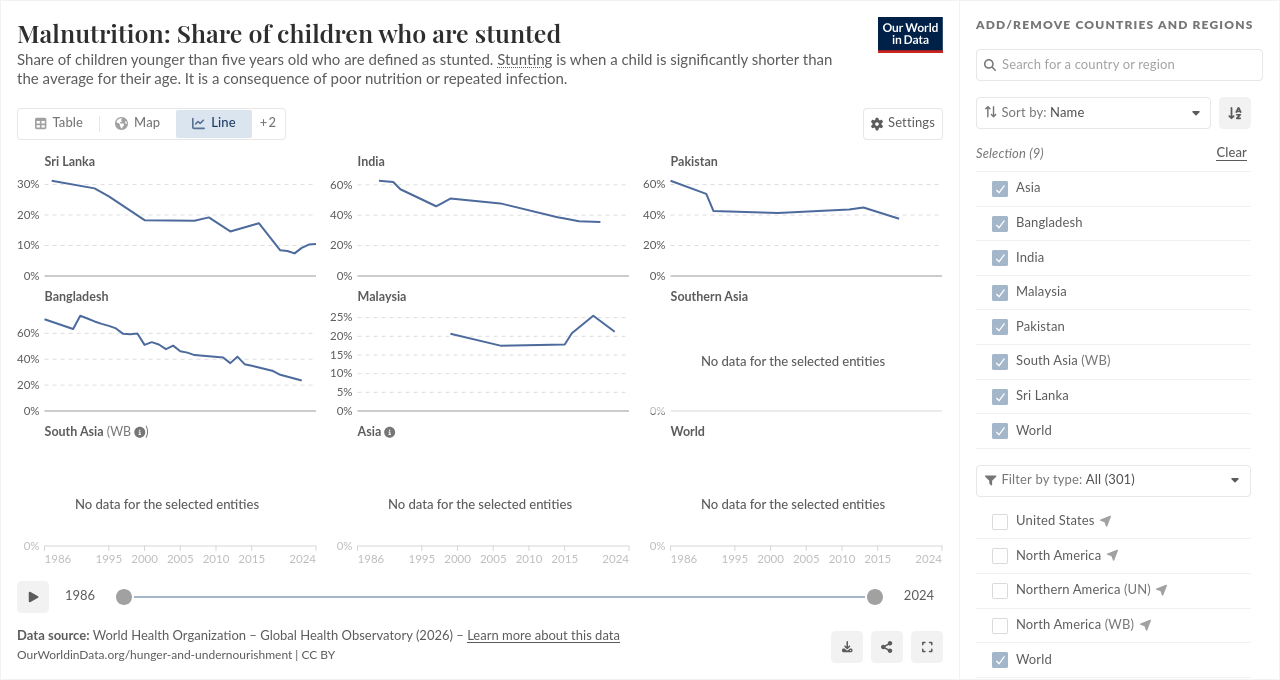 Malnutrition: Share of children who are stunted
Our World
in Data
Share of children younger than five years old who are defined as stunted. Stunting is when a child is significantly shorter than
the average for their age. It is a consequence of poor nutrition or repeated infection.
Table Map Line +2
Settings
Sri Lanka
30%
20%
10%
0%
India
60%
40%
20%
0%
Pakistan
60%
40%
20%
0%
Bangladesh
60%
40%
20%
0%
Malaysia
25%
20%
15%
10%
5%
0%
Southern Asia
No data for the selected entities
0%
South Asia (WB)
No data for the selected entities
0%
1986 1995 2000 2005 2010 2015 2024
Asia
No data for the selected entities
0%
1986 1995 2000 2005 2010 2015 2024
World
No data for the selected entities
0%
1986 1995 2000 2005 2010 2015 2024
1986 2024
Data source: World Health Organization – Global Health Observatory (2026) – Learn more about this data
OurWorldinData.org/hunger-and-undernourishment | CC BY
ADD/REMOVE COUNTRIES AND REGIONS
Search for a country or region
Sort by: Name
Selection (9) Clear
Asia
Bangladesh
India
Malaysia
Pakistan
South Asia (WB)
Sri Lanka
World
Filter by type: All (301)
United States
North America
Northern America (UN)
North America (WB)
World